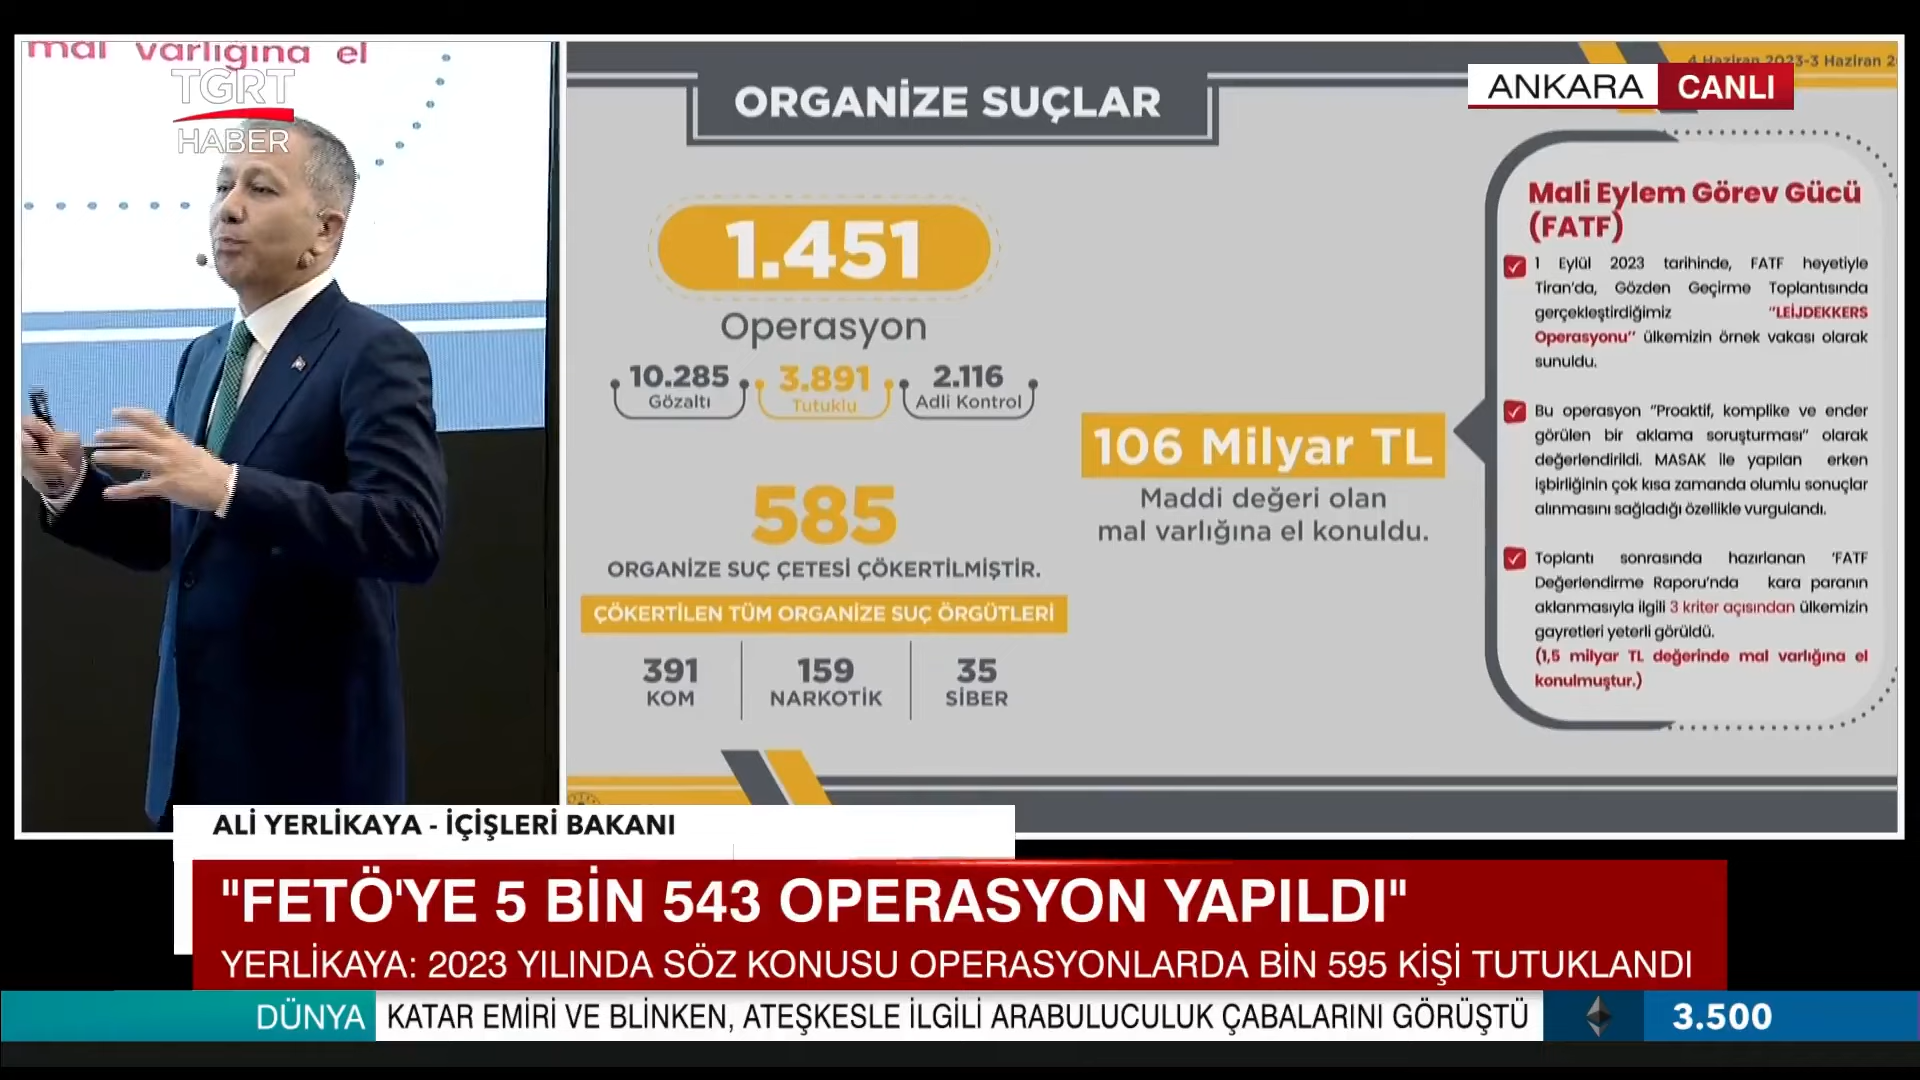 mal varlığına el
TGRT
HABER
4 Haziran 2023-3 Haziran 2
ANKARA CANLI
ORGANİZE SUÇLAR
1.451
Operasyon
10.285 3.891 2.116
Gözaltı Tutuklu Adli Kontrol
585
ORGANİZE SUÇ ÇETESİ ÇÖKERTİLMİŞTİR.
ÇÖKERTİLEN TÜM ORGANİZE SUÇ ÖRGÜTLERİ
391 159 35
KOM NARKOTİK SİBER
106 Milyar TL
Maddi değeri olan
mal varlığına el konuldu.
Mali Eylem Görev Gücü
(FATF)
1 Eylül 2023 tarihinde, FATF heyetiyle
Tiran'da, Gözden Geçirme Toplantısında
gerçekleştirdiğimiz "LEİJDEKKERS
Operasyonu" ülkemizin örnek vakası olarak
sunuldu.
Bu operasyon "Proaktif, komplike ve ender
görülen bir aklama soruşturması" olarak
değerlendirildi. MASAK ile yapılan erken
işbirliğinin çok kısa zamanda olumlu sonuçlar
alınmasını sağladığı özellikle vurgulandı.
Toplantı sonrasında hazırlanan 'FATF
Değerlendirme Raporu'nda kara paranın
aklanmasıyla ilgili 3 kriter açısından ülkemizin
gayretleri yeterli görüldü.
(1,5 milyar TL değerinde mal varlığına el
konulmuştur.)
ALİ YERLİKAYA - İÇİŞLERİ BAKANI
"FETÖ'YE 5 BİN 543 OPERASYON YAPILDI"
YERLİKAYA: 2023 YILINDA SÖZ KONUSU OPERASYONLARDA BİN 595 KİŞİ TUTUKLANDI
DÜNYA KATAR EMİRİ VE BLINKEN, ATEŞKESLE İLGİLİ ARABULUCULUK ÇABALARINI GÖRÜŞTÜ 3.500